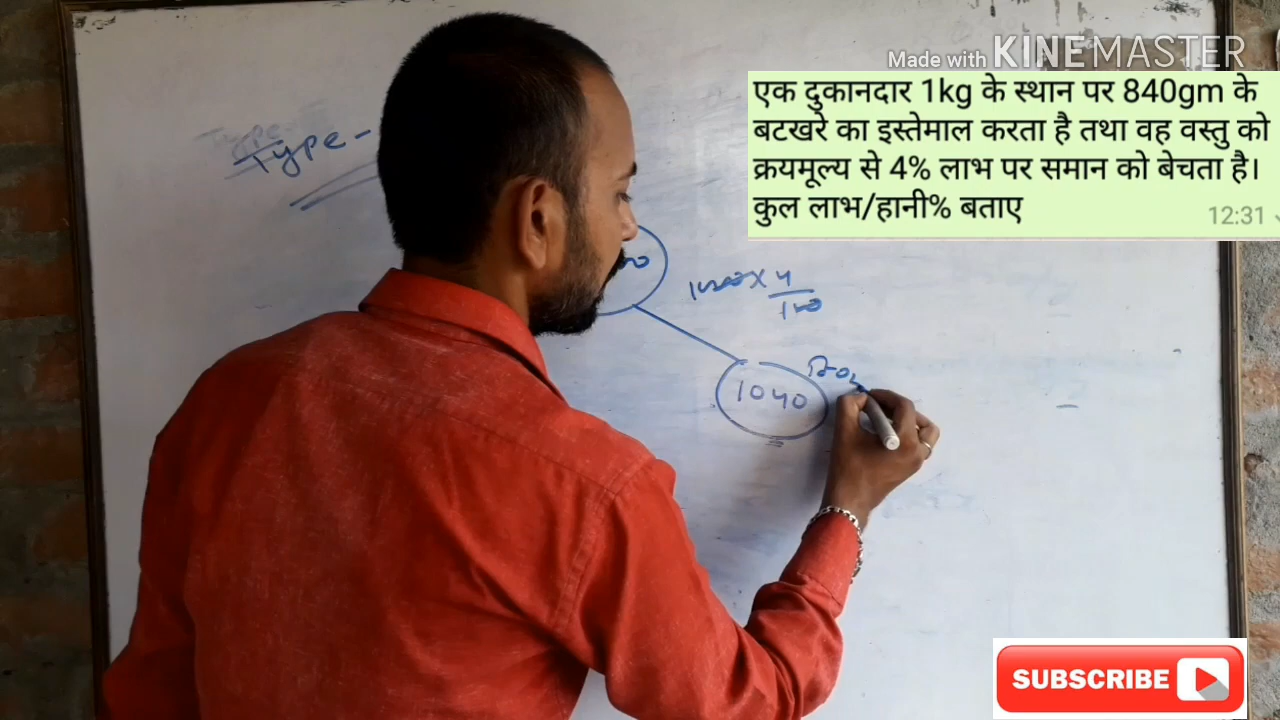 Made with KINEMASTER
एक दुकानदार 1kg के स्थान पर 840gm के
बटखरे का इस्तेमाल करता है तथा वह वस्तु को
क्रयमूल्य से 4% लाभ पर समान को बेचता है।
कुल लाभ/हानी% बताए
12:31
Type-
1000 x 4
100
1040
SUBSCRIBE